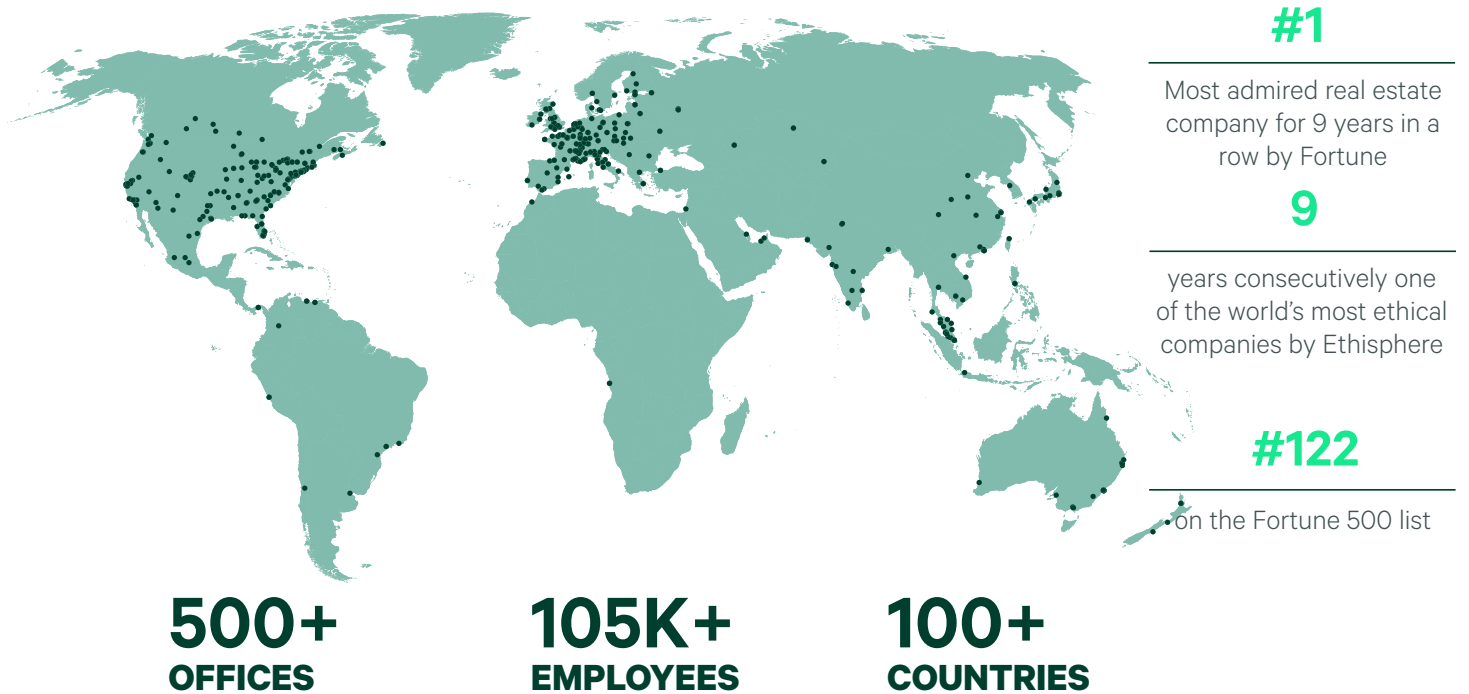 #1
Most admired real estate
company for 9 years in a
row by Fortune
9
years consecutively one
of the world’s most ethical
companies by Ethisphere
#122
on the Fortune 500 list
500+
OFFICES
105K+
EMPLOYEES
100+
COUNTRIES